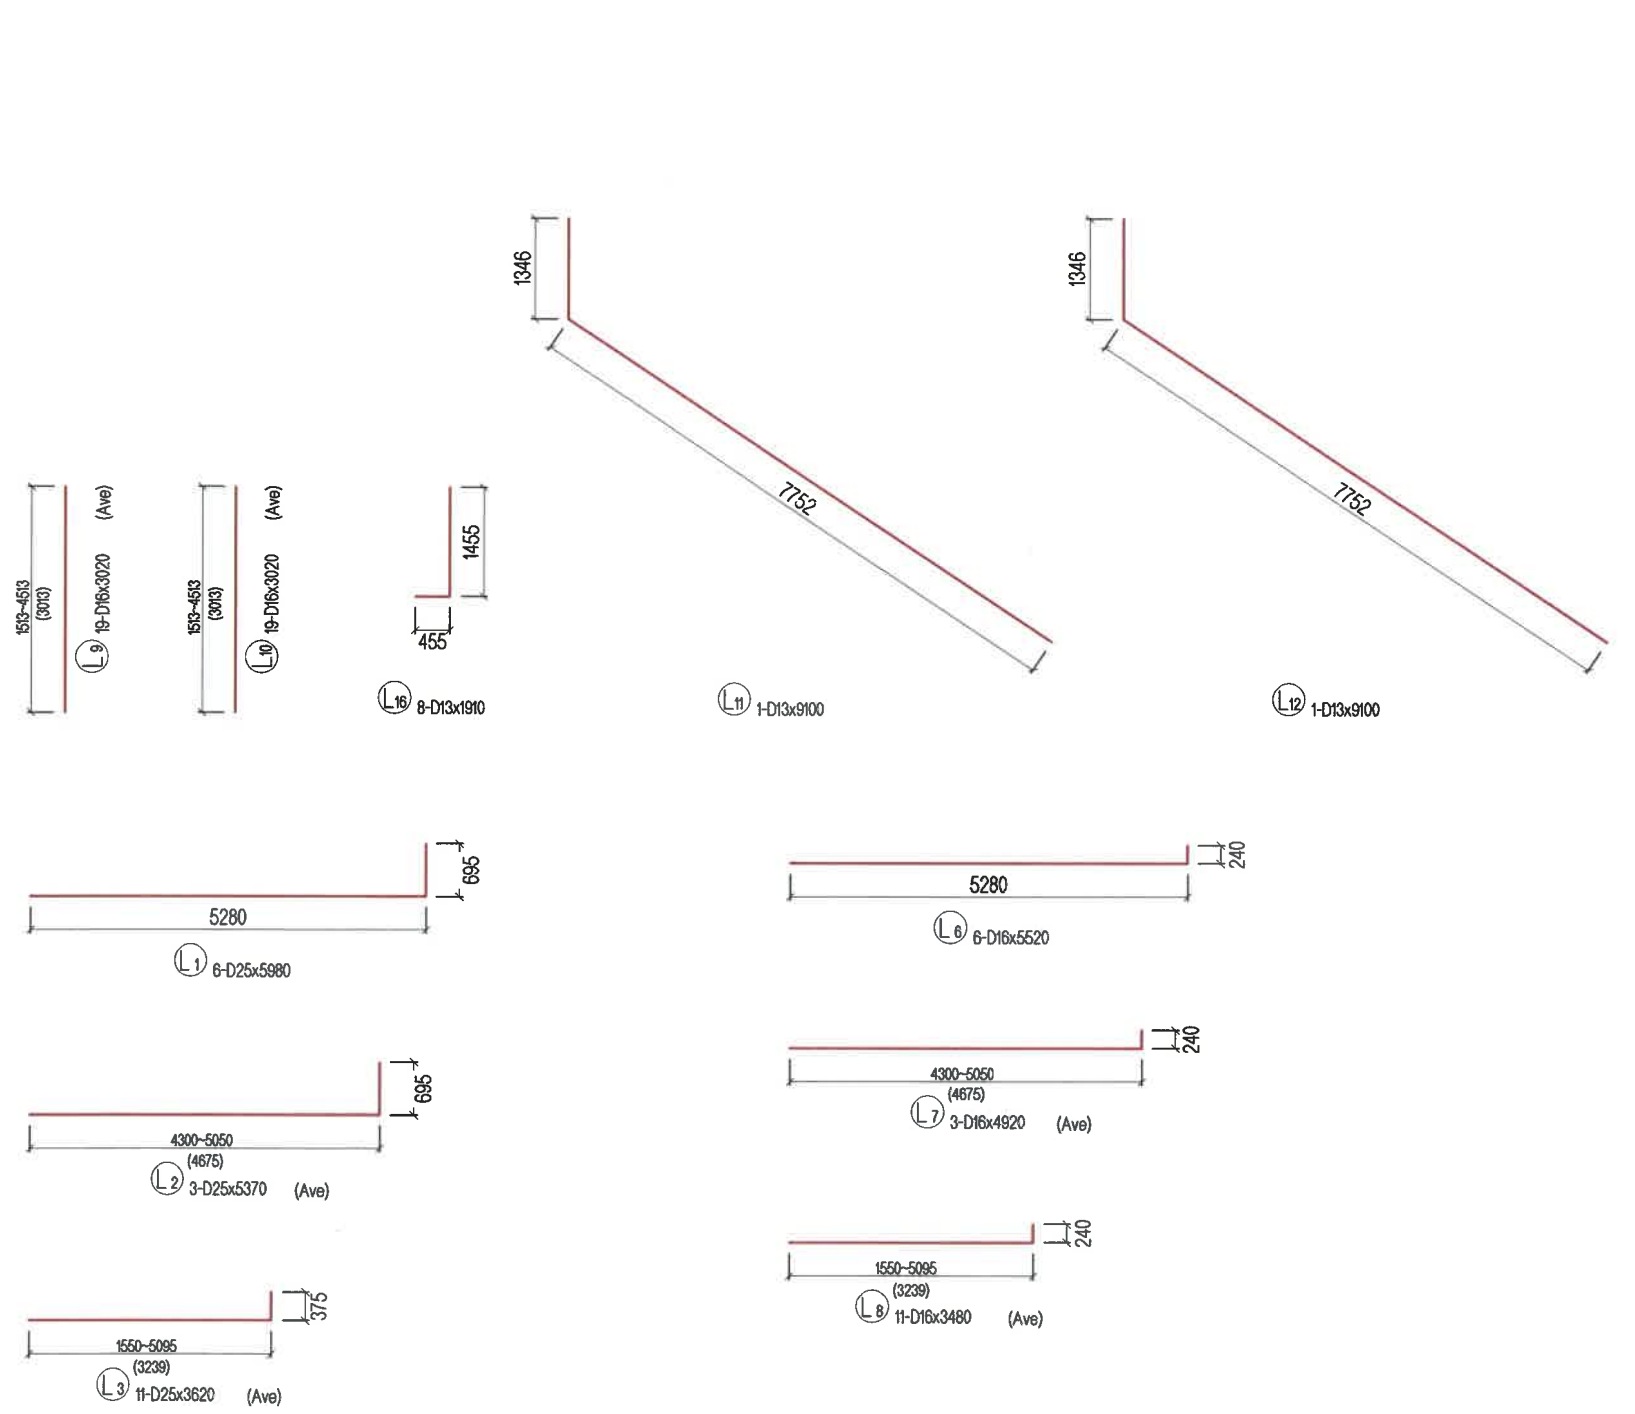 1346
7752
L11 1-D13x9100
1346
7752
L12 1-D13x9100
1513~4513
(3013)
L9 19-D16x3020 (Ave)
1513~4513
(3013)
L10 19-D16x3020 (Ave)
1455
455
L16 8-D13x1910
695
5280
L1 6-D25x5980
240
5280
L6 6-D16x5520
695
4300~5050
(4675)
L2 3-D25x5370 (Ave)
240
4300~5050
(4675)
L7 3-D16x4920 (Ave)
375
1550~5095
(3239)
L3 11-D25x3620 (Ave)
240
1550~5095
(3239)
L8 11-D16x3480 (Ave)